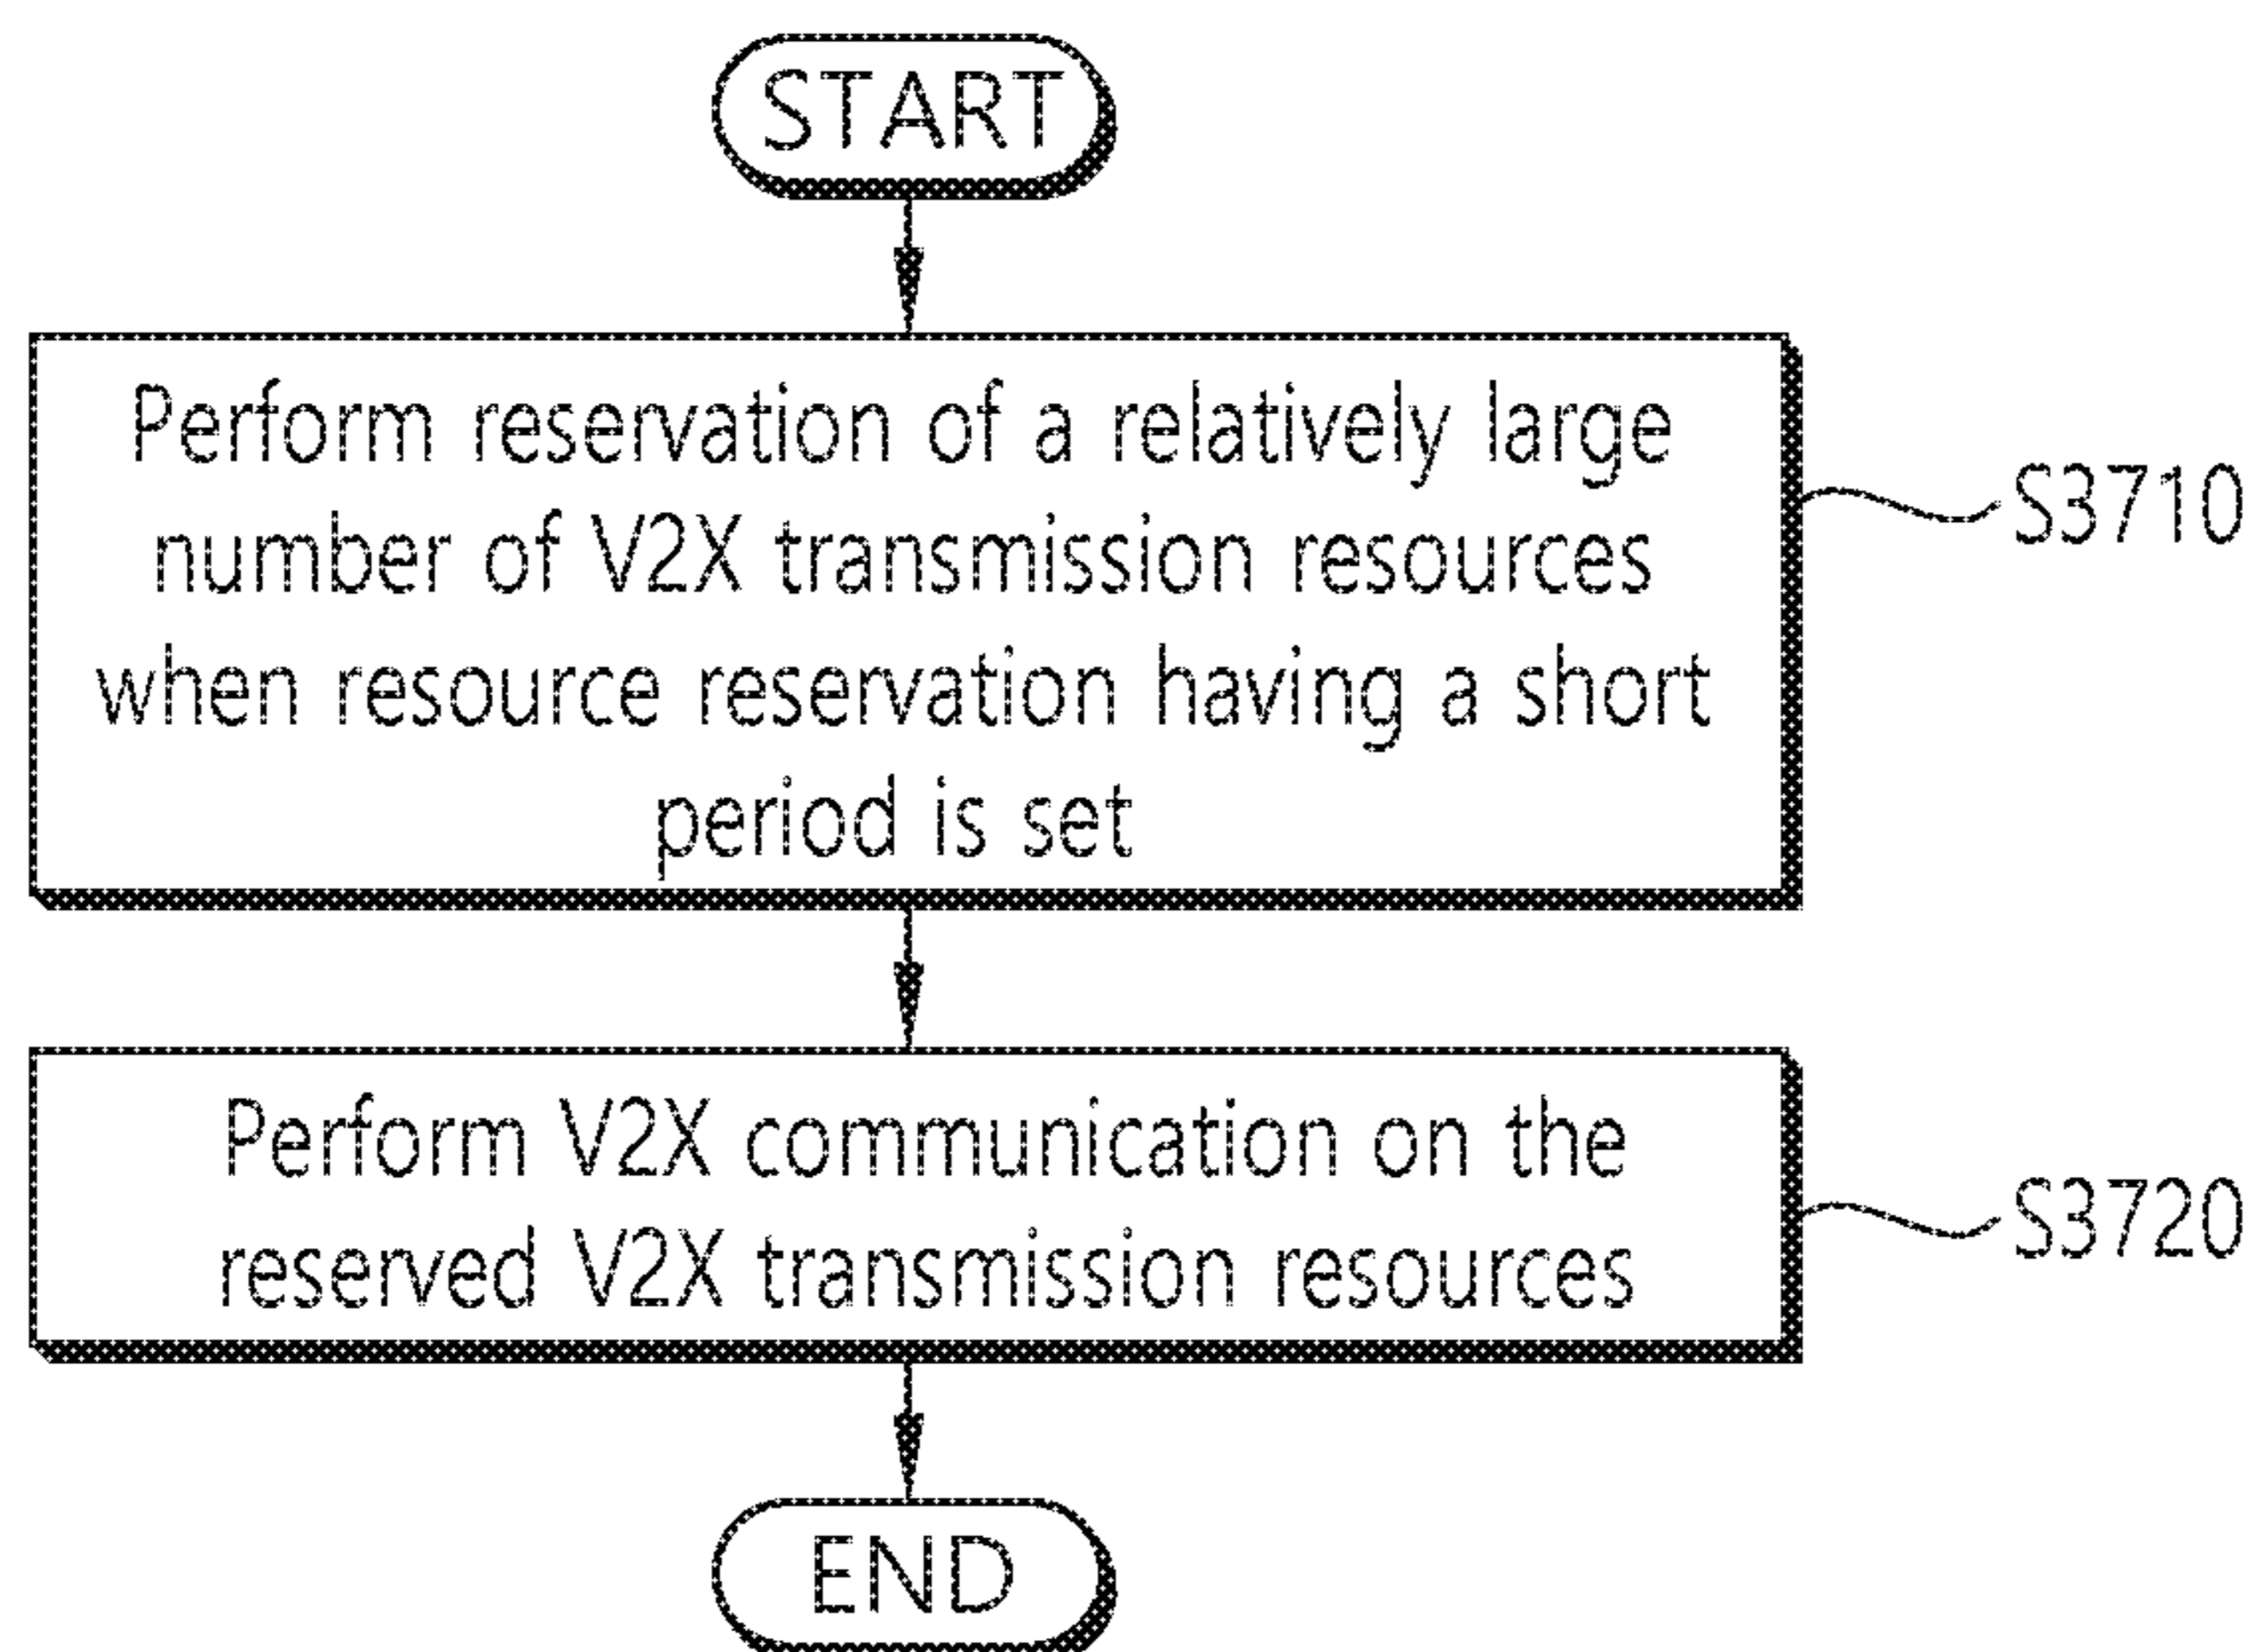 START
Perform reservation of a relatively large
number of V2X transmission resources
when resource reservation having a short
period is set
S3710
Perform V2X communication on the
reserved V2X transmission resources
S3720
END